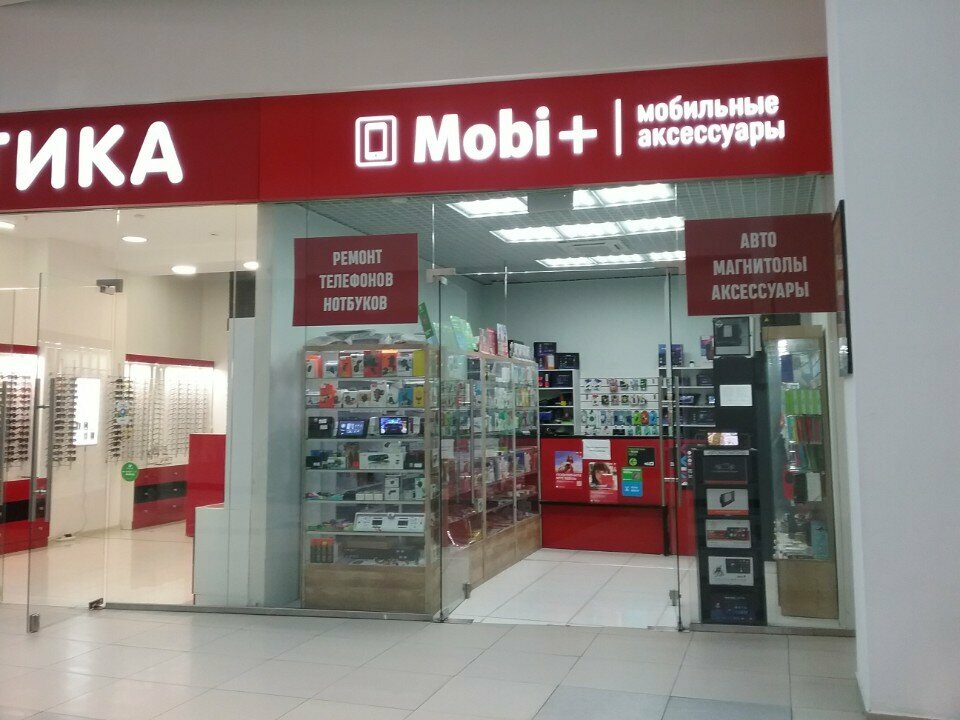 ТИКА
Mobi+
мобильные
аксессуары
РЕМОНТ
ТЕЛЕФОНОВ
НОТБУКОВ
АВТО
МАГНИТОЛЫ
АКСЕССУАРЫ